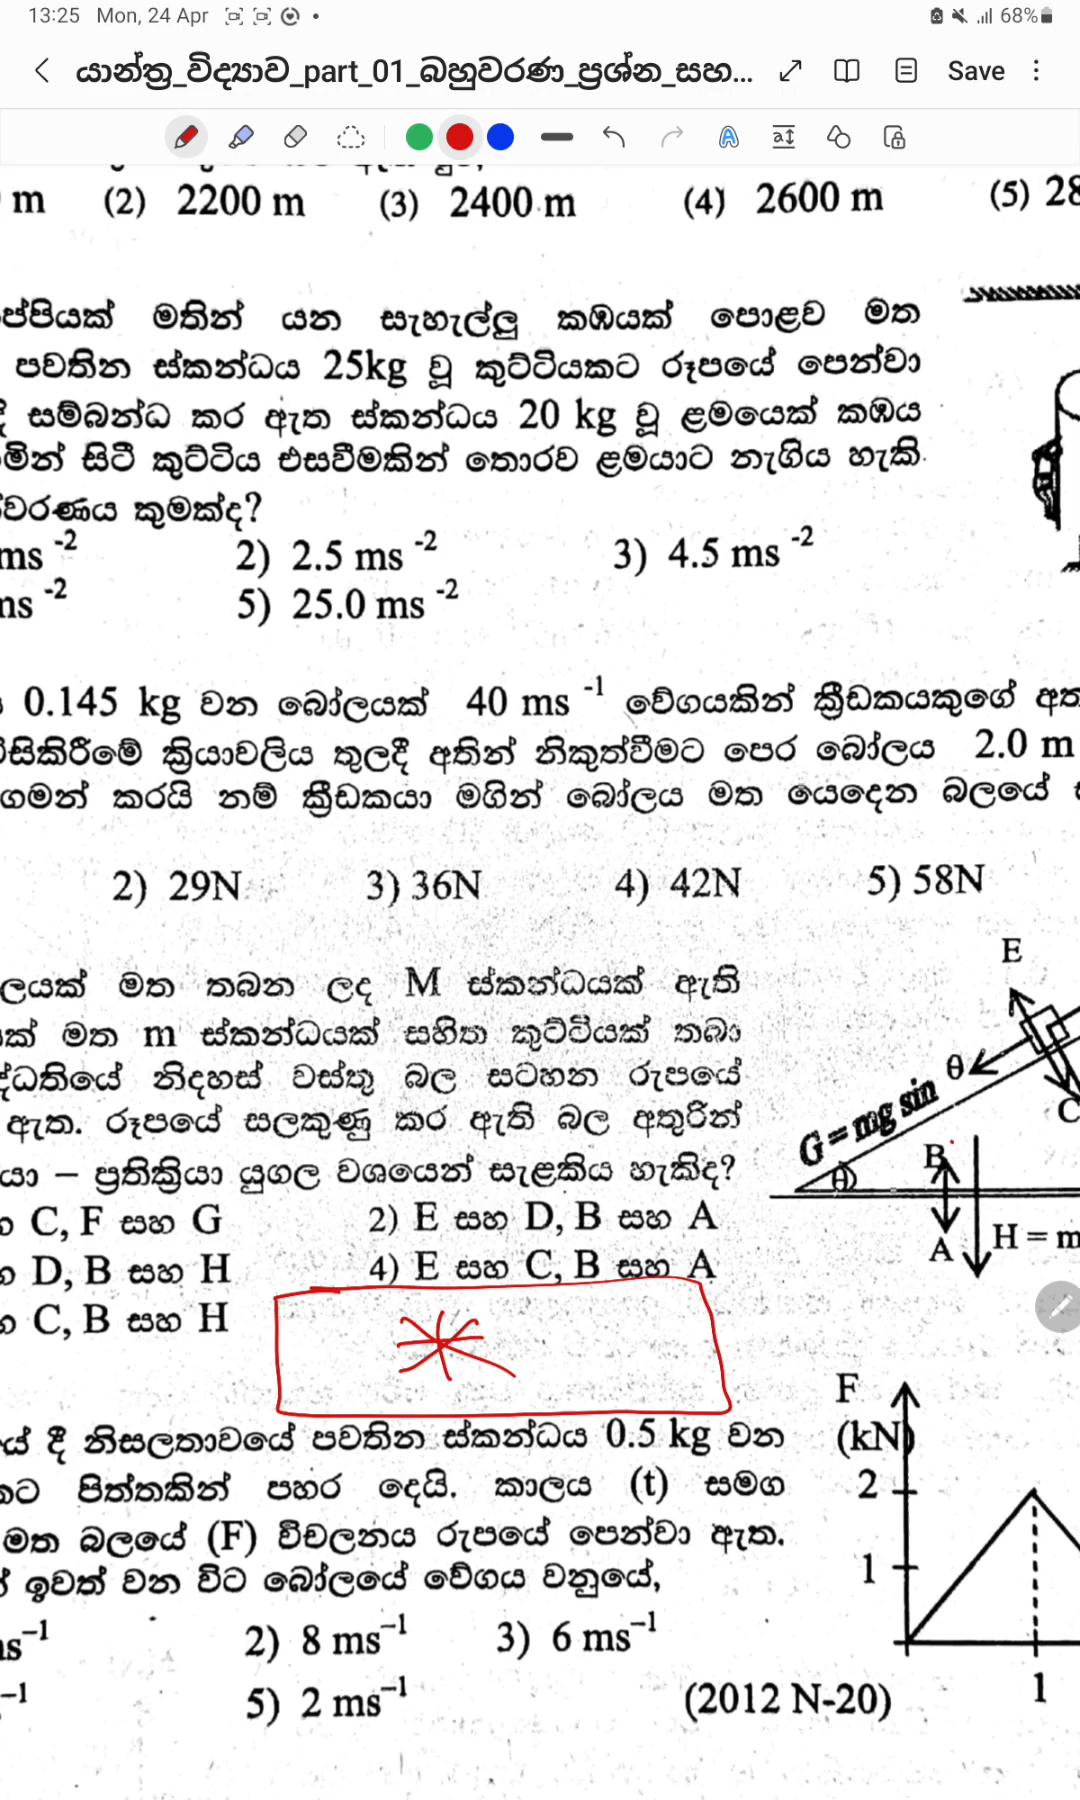 13:25 Mon, 24 Apr
68%
යාන්ත්‍ර_විද්‍යාව_part_01_බහුවරණ_ප්‍රශ්න_සහ...
Save
m (2) 2200 m (3) 2400 m (4) 2600 m (5) 28
මතින් යන සැහැල්ලු කඹයක් පොළව මත
පවතින ස්කන්ධය 25kg වූ කුට්ටියකට රූපයේ පෙන්වා
සම්බන්ධ කර ඇත ස්කන්ධය 20 kg වූ ළමයෙක් කඹය
සිටී කුට්ටිය එසවීමකින් තොරව ළමයාට නැගිය හැකි
කුමක්ද?
ms -2 2) 2.5 ms -2 3) 4.5 ms -2
ms -2 5) 25.0 ms -2
0.145 kg වන බෝලයක් 40 ms -1 වේගයකින් ක්‍රීඩකයකුගේ
ක්‍රියාවලිය තුලදී අතින් නිකුත්වීමට පෙර බෝලය 2.0 m
ගමන් කරයි නම් ක්‍රීඩකයා මගින් බෝලය මත යෙදෙන බලයේ
2) 29N 3) 36N 4) 42N 5) 58N
මත තබන ලද M ස්කන්ධයක් ඇති
මත m ස්කන්ධයක් සහිත කුට්ටියක් තබා
නිදහස් වස්තු බල සටහන රුපයේ
ඇත. රූපයේ සලකුණු කර ඇති බල අතුරින්
– ප්‍රතික්‍රියා යුගල වශයෙන් සැළකිය හැකිද?
C, F සහ G 2) E සහ D, B සහ A
D, B සහ H 4) E සහ C, B සහ A
C, B සහ H
E
θ
G = mg sin
C
θ
B
A
H = m
දී නිසලතාවයේ පවතින ස්කන්ධය 0.5 kg වන
පිත්තකින් පහර දෙයි. කාලය (t) සමග
මත බලයේ (F) විචලනය රුපයේ පෙන්වා ඇත.
ඉවත් වන විට බෝලයේ වේගය වනුයේ,
2) 8 ms–1 3) 6 ms–1
5) 2 ms–1 (2012 N-20)
F
(kN)
2
1
1